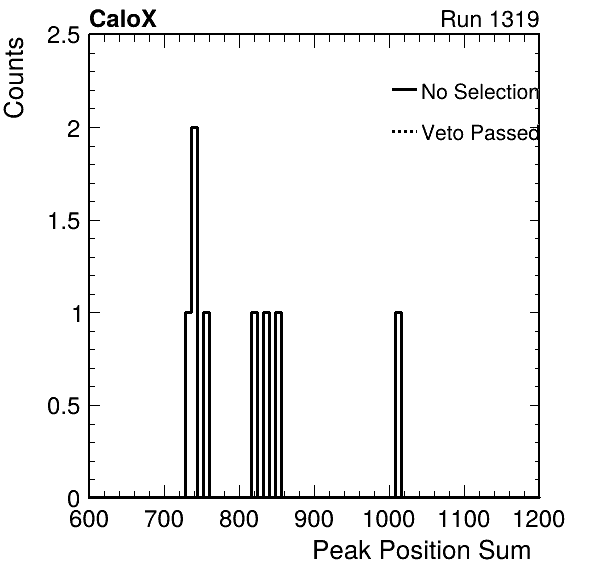 CaloX Run 1319
Counts
2.5
2
1.5
1
0.5
0
No Selection
Veto Passed
600 700 800 900 1000 1100 1200
Peak Position Sum